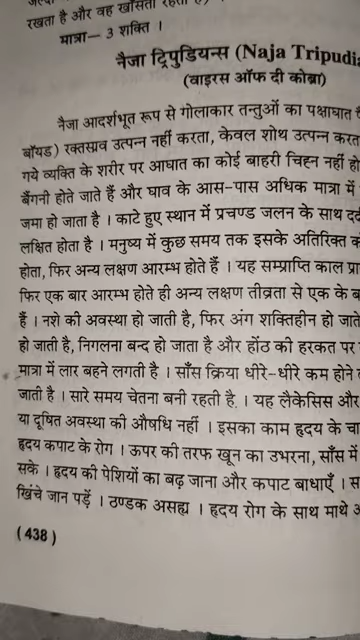 रखता है और वह खांसता रहता है
मात्रा— 3 शक्ति ।
नैजा ट्रिपुडियन्स (Naja Tripudia
(वाइरस ऑफ दी कोब्रा)
नैजा आदर्शभूत रूप से गोलाकार तन्तुओं का पक्षाघात
बॉयड) रक्तस्राव उत्पन्न नहीं करता, केवल शोथ उत्पन्न करत
गये व्यक्ति के शरीर पर आघात का कोई बाहरी चिह्न नहीं हो
बैंगनी होते जाते हैं और घाव के आस-पास अधिक मात्रा में
जमा हो जाता है । काटे हुए स्थान में प्रचण्ड जलन के साथ दर्द
लक्षित होता है । मनुष्य में कुछ समय तक इसके अतिरिक्त क
होता, फिर अन्य लक्षण आरम्भ होते हैं । यह सम्प्राप्ति काल प्रा
फिर एक बार आरम्भ होते ही अन्य लक्षण तीव्रता से एक के ब
हैं । नशे की अवस्था हो जाती है, फिर अंग शक्तिहीन हो जाते
हो जाती है, निगलना बन्द हो जाता है और होंठ की हरकत पर
मात्रा में लार बहने लगती है । साँस क्रिया धीरे-धीरे कम होने
जाती है । सारे समय चेतना बनी रहती है । यह लैकेसिस और
या दूषित अवस्था की औषधि नहीं । इसका काम हृदय के चा
हृदय कपाट के रोग । ऊपर की तरफ खून का उभरना, साँस में
सके । हृदय की पेशियों का बढ़ जाना और कपाट बाधाएँ । स
खिंचे जान पड़ें । ठण्डक असह्य । हृदय रोग के साथ माथे अ
(438)